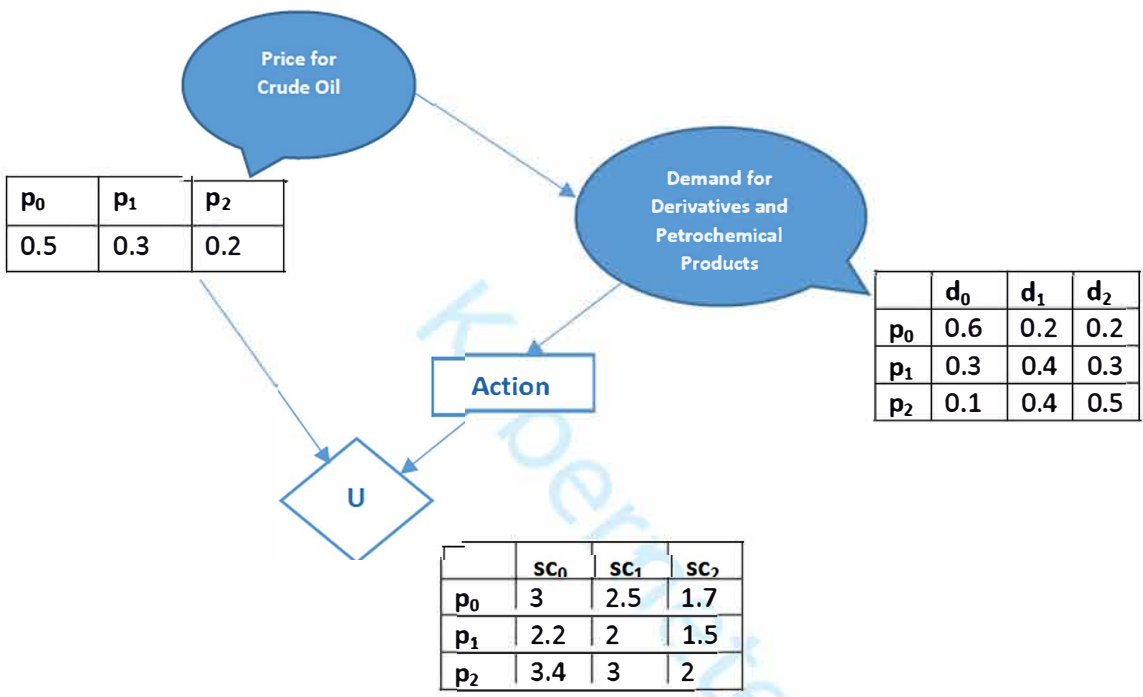 Price for
Crude Oil
p₀ p₁ p₂
0.5 0.3 0.2
Demand for
Derivatives and
Petrochemical
Products
d₀ d₁ d₂
p₀ 0.6 0.2 0.2
p₁ 0.3 0.4 0.3
p₂ 0.1 0.4 0.5
Action
U
sc₀ sc₁ sc₂
p₀ 3 2.5 1.7
p₁ 2.2 2 1.5
p₂ 3.4 3 2